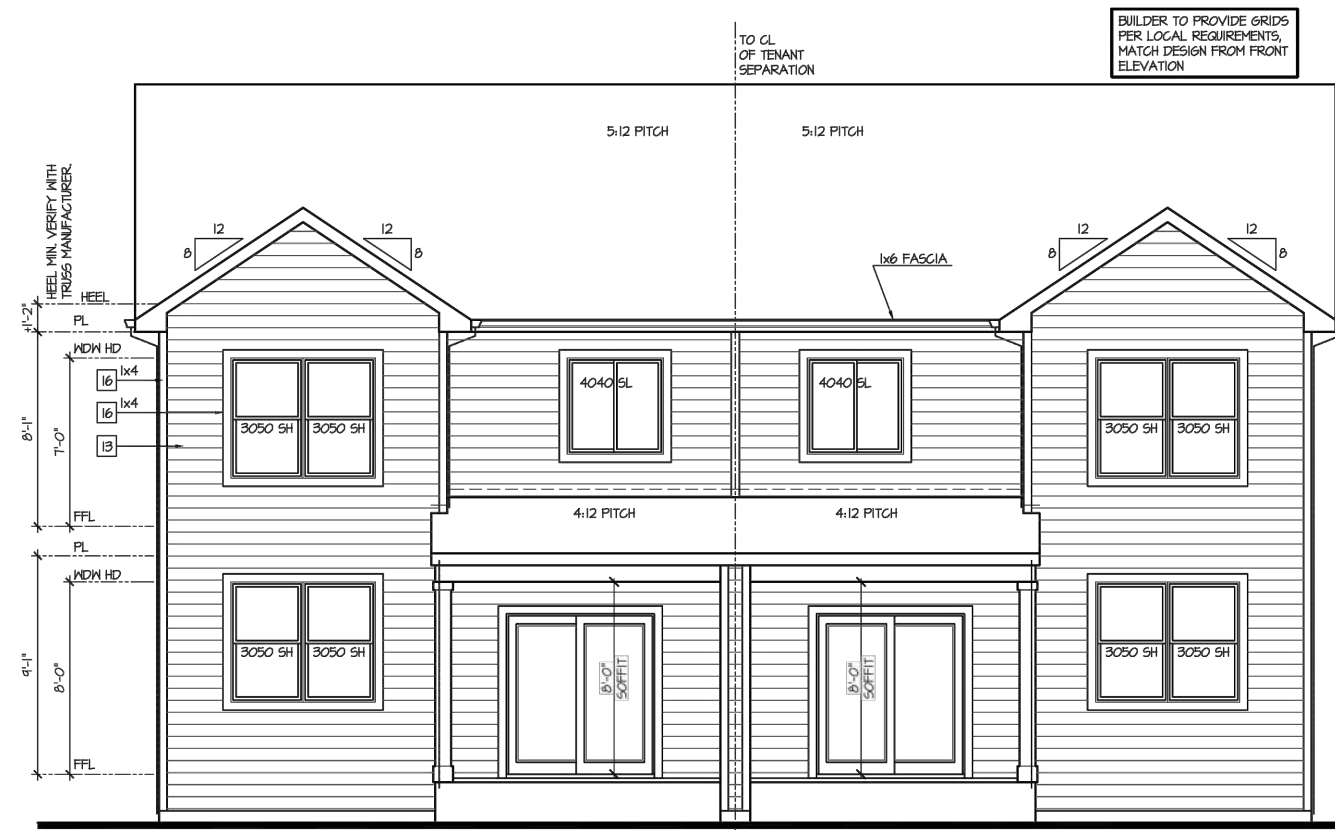 BUILDER TO PROVIDE GRIDS
PER LOCAL REQUIREMENTS,
MATCH DESIGN FROM FRONT
ELEVATION
TO CL
OF TENANT
SEPARATION
5:12 PITCH
5:12 PITCH
HEEL MIN. VERIFY WITH
TRUSS MANUFACTURER.
12
8
12
8
12
8
12
8
1x6 FASCIA
HEEL
+1'-2"
PL
WDW HD
16
1x4
16
1x4
13
8'-1"
7'-0"
3050 SH
3050 SH
4040 SL
4040 SL
3050 SH
3050 SH
FFL
4:12 PITCH
4:12 PITCH
PL
WDW HD
9'-1"
8'-0"
3050 SH
3050 SH
8'-0"
SOFFIT
8'-0"
SOFFIT
3050 SH
3050 SH
FFL